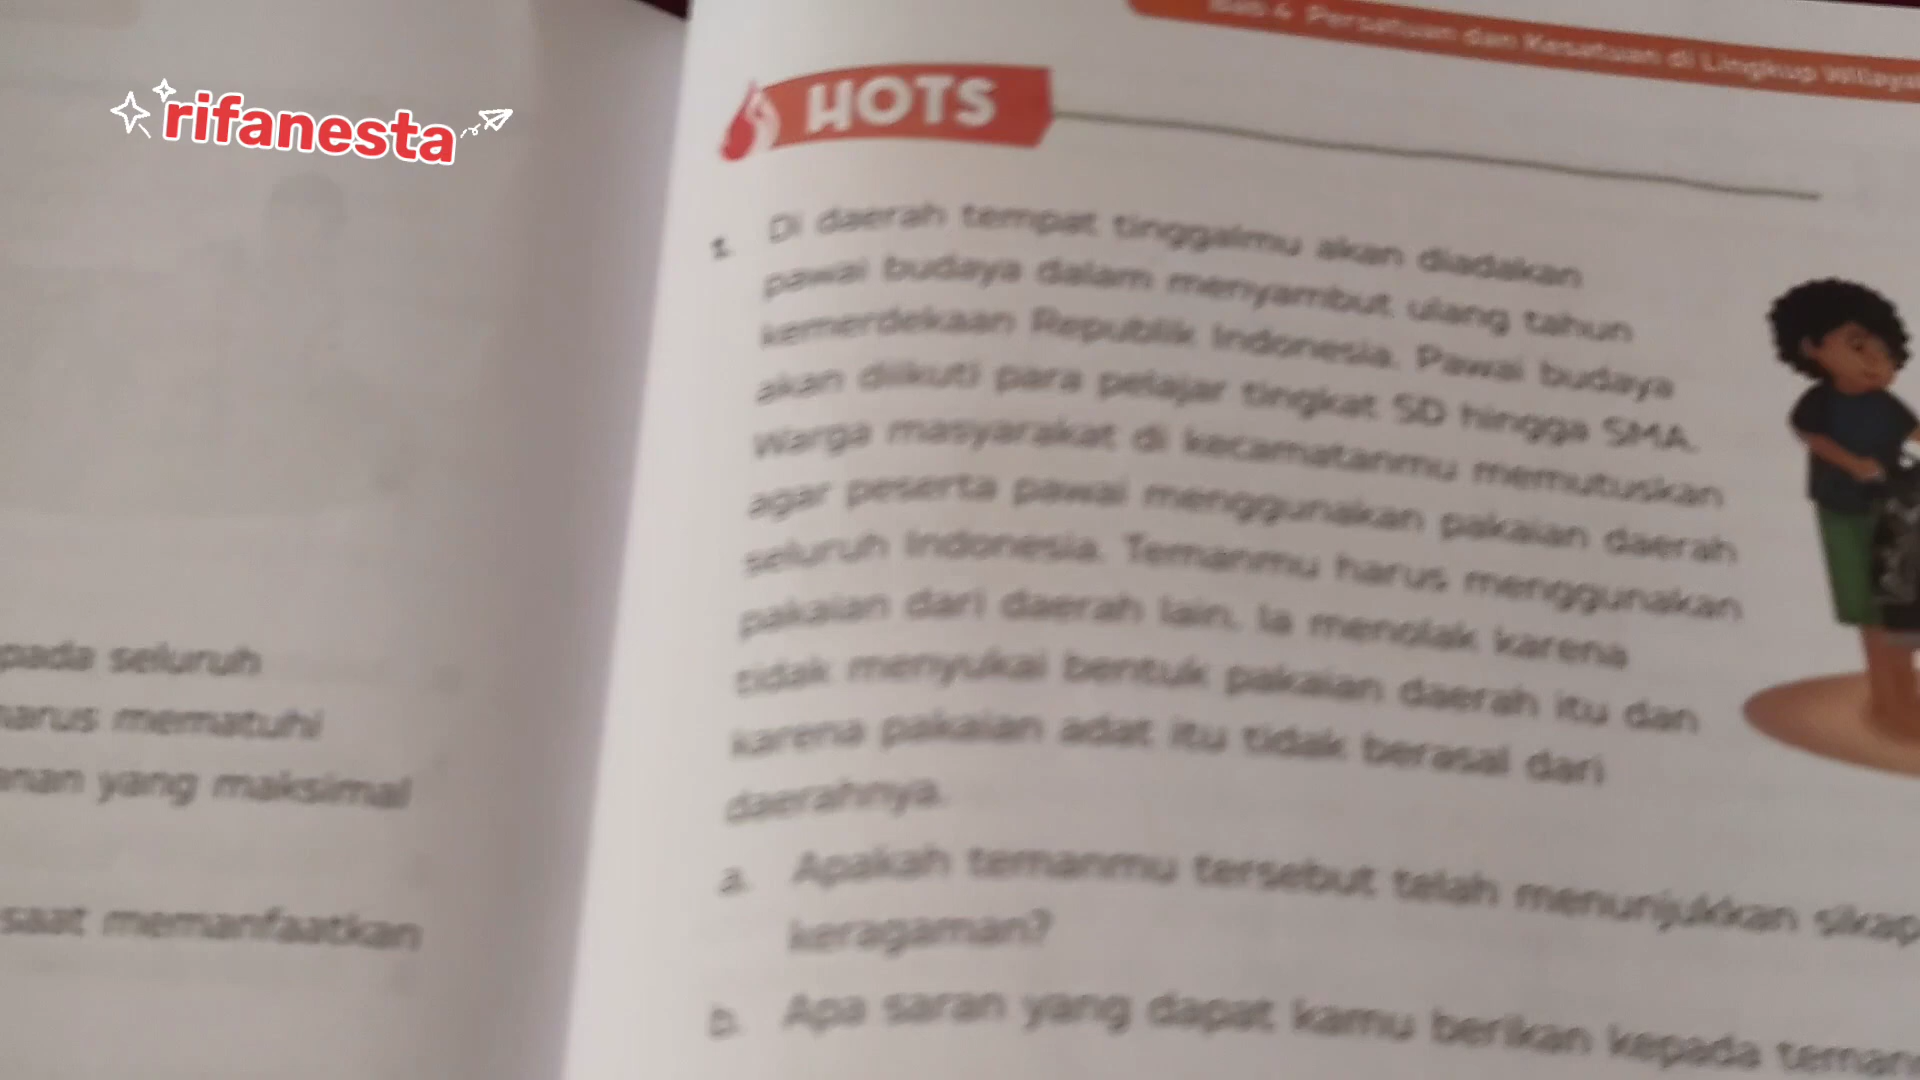 rifanesta
Bab 4 Persatuan dan Kesatuan di Lingkup
HOTS
1. Di daerah tempat tinggalmu akan diadakan
pawai budaya dalam menyambut ulang tahun
kemerdekaan Republik Indonesia. Pawai budaya
akan diikuti para pelajar tingkat SD hingga SMA.
Warga masyarakat di kecamatanmu memutuskan
agar peserta pawai menggunakan pakaian daerah
seluruh Indonesia. Temanmu harus menggunakan
pakaian dari daerah lain. Ia menolak karena
tidak menyukai bentuk pakaian daerah itu dan
karena pakaian adat itu tidak berasal dari
daerahnya.
a. Apakah temanmu tersebut telah menunjukkan sikap
keragaman?
b. Apa saran yang dapat kamu berikan kepada
pada seluruh
harus mematuhi
yang maksimal
saat memanfaatkan